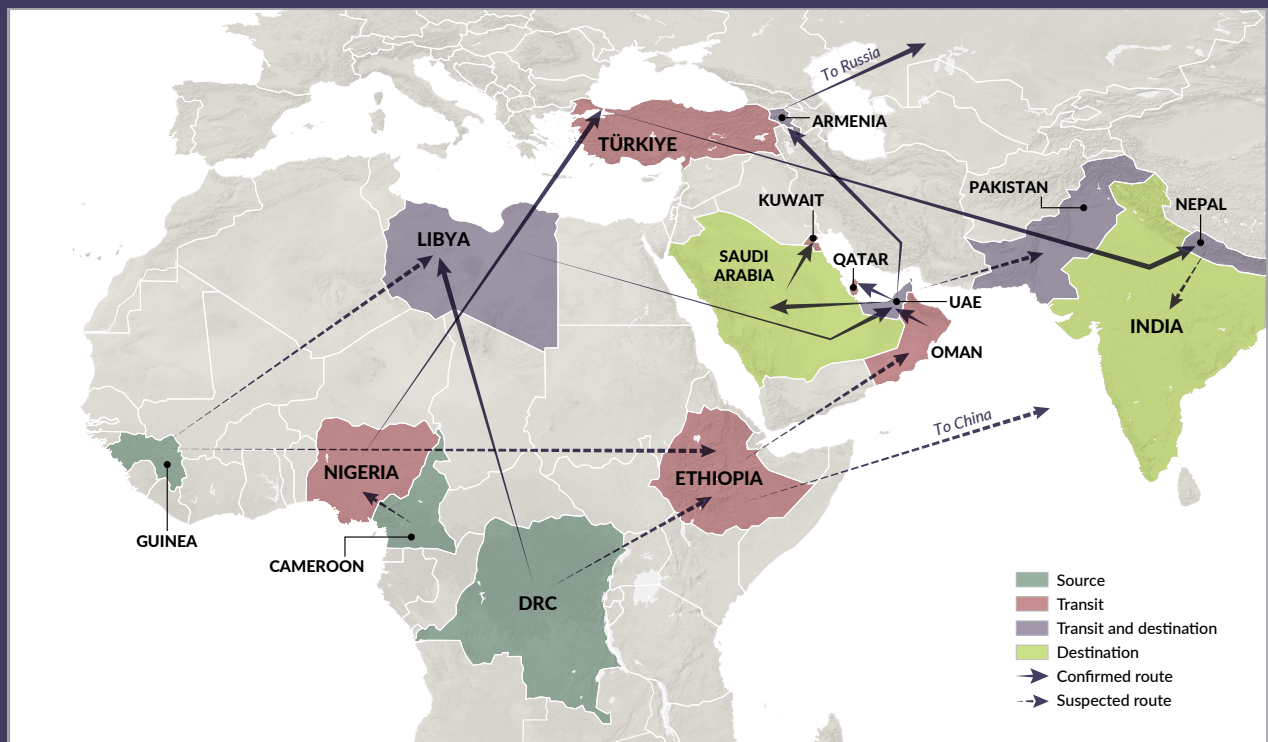 To Russia
ARMENIA
TÜRKIYE
PAKISTAN
KUWAIT
NEPAL
LIBYA
SAUDI
ARABIA
QATAR
UAE
INDIA
OMAN
To China
NIGERIA
ETHIOPIA
GUINEA
CAMEROON
DRC
Source
Transit
Transit and destination
Destination
Confirmed route
Suspected route